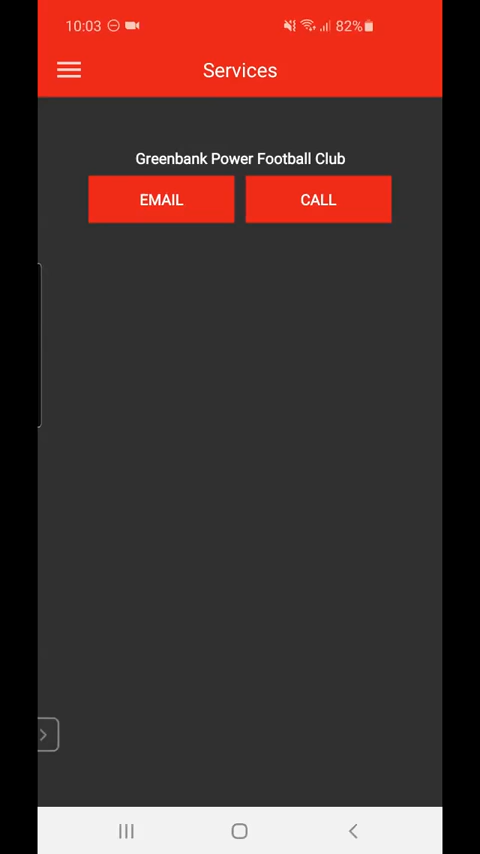 10:03
82%
Services
Greenbank Power Football Club
EMAIL
CALL